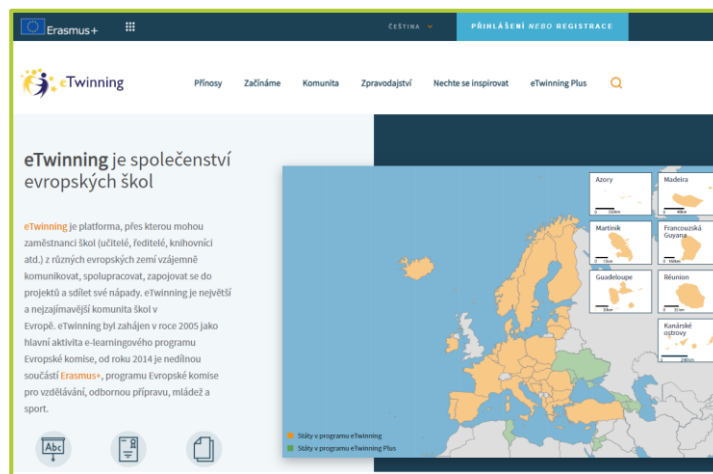 Erasmus+
ČEŠTINA
PŘIHLÁŠENÍ NEBO REGISTRACE
eTwinning
Přínosy
Začínáme
Komunita
Zpravodajství
Nechte se inspirovat
eTwinning Plus
eTwinning je společenství
evropských škol
eTwinning je platforma, přes kterou mohou
zaměstnanci škol (učitelé, ředitelé, knihovníci
atd.) z různých evropských zemí vzájemně
komunikovat, spolupracovat, zapojovat se do
projektů a sdílet své nápady. eTwinning je největší
a nejzajímavější komunita škol v
Evropě. eTwinning byl zahájen v roce 2005 jako
hlavní aktivita e-learningového programu
Evropské komise, od roku 2014 je nedílnou
součástí Erasmus+, programu Evropské komise
pro vzdělávání, odbornou přípravu, mládež a
sport.
Abc
Azory
Madeira
Martinik
Francouzská
Guyana
Guadeloupe
Réunion
Kanárské
ostrovy
Státy v programu eTwinning
Státy v programu eTwinning Plus